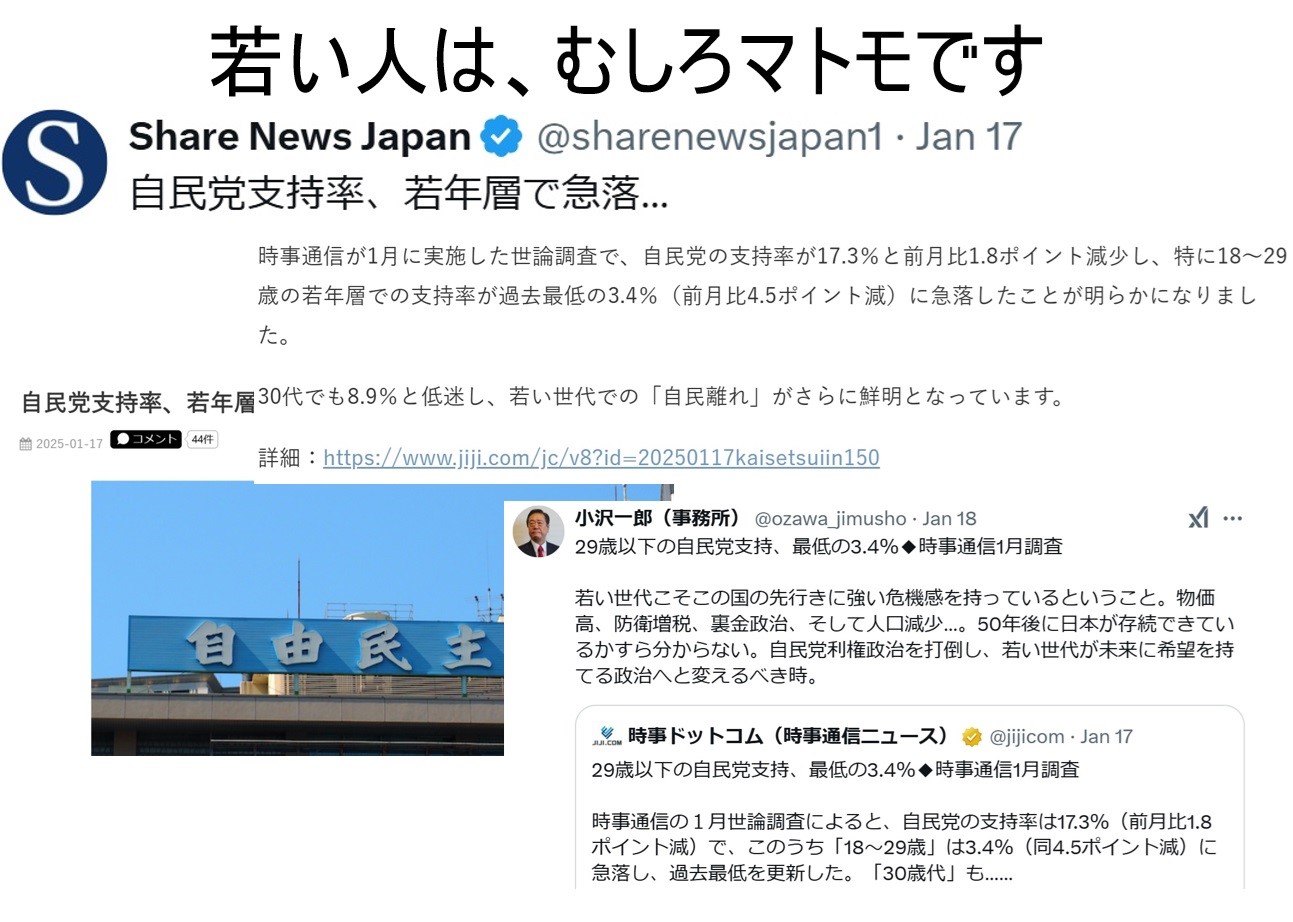 若い人は、むしろマトモです
Share News Japan @sharenewsjapan1 · Jan 17
自民党支持率、若年層で急落...
時事通信が1月に実施した世論調査で、自民党の支持率が17.3％と前月比1.8ポイント減少し、特に18〜29
歳の若年層での支持率が過去最低の3.4％（前月比4.5ポイント減）に急落したことが明らかになりまし
た。
30代でも8.9％と低迷し、若い世代での「自民離れ」がさらに鮮明となっています。
詳細：https://www.jiji.com/jc/v8?id=20250117kaisetsuiin150
自民党支持率、若年層
2025-01-17 コメント 44件
自由民主
小沢一郎（事務所） @ozawa_jimusho · Jan 18
29歳以下の自民党支持、最低の3.4％◆時事通信1月調査
若い世代こそこの国の先行きに強い危機感を持っているということ。物価
高、防衛増税、裏金政治、そして人口減少...。50年後に日本が存続できてい
るかすら分からない。自民党利権政治を打倒し、若い世代が未来に希望を持
てる政治へと変えるべき時。
JIJI.COM 時事ドットコム（時事通信ニュース） @jijicom · Jan 17
29歳以下の自民党支持、最低の3.4％◆時事通信1月調査
時事通信の１月世論調査によると、自民党の支持率は17.3％（前月比1.8
ポイント減）で、このうち「18〜29歳」は3.4％（同4.5ポイント減）に
急落し、過去最低を更新した。「30歳代」も......